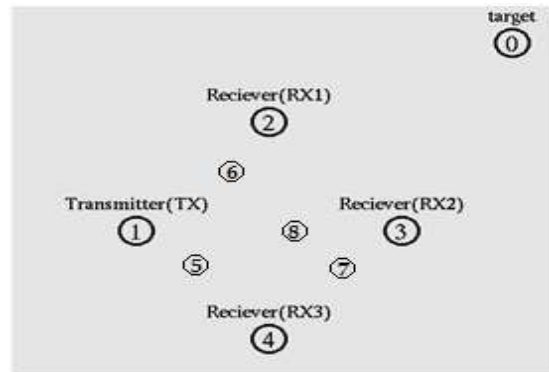 target
0
Reciever(RX1)
2
6
Transmitter(TX)
1
Reciever(RX2)
3
8
5
7
Reciever(RX3)
4